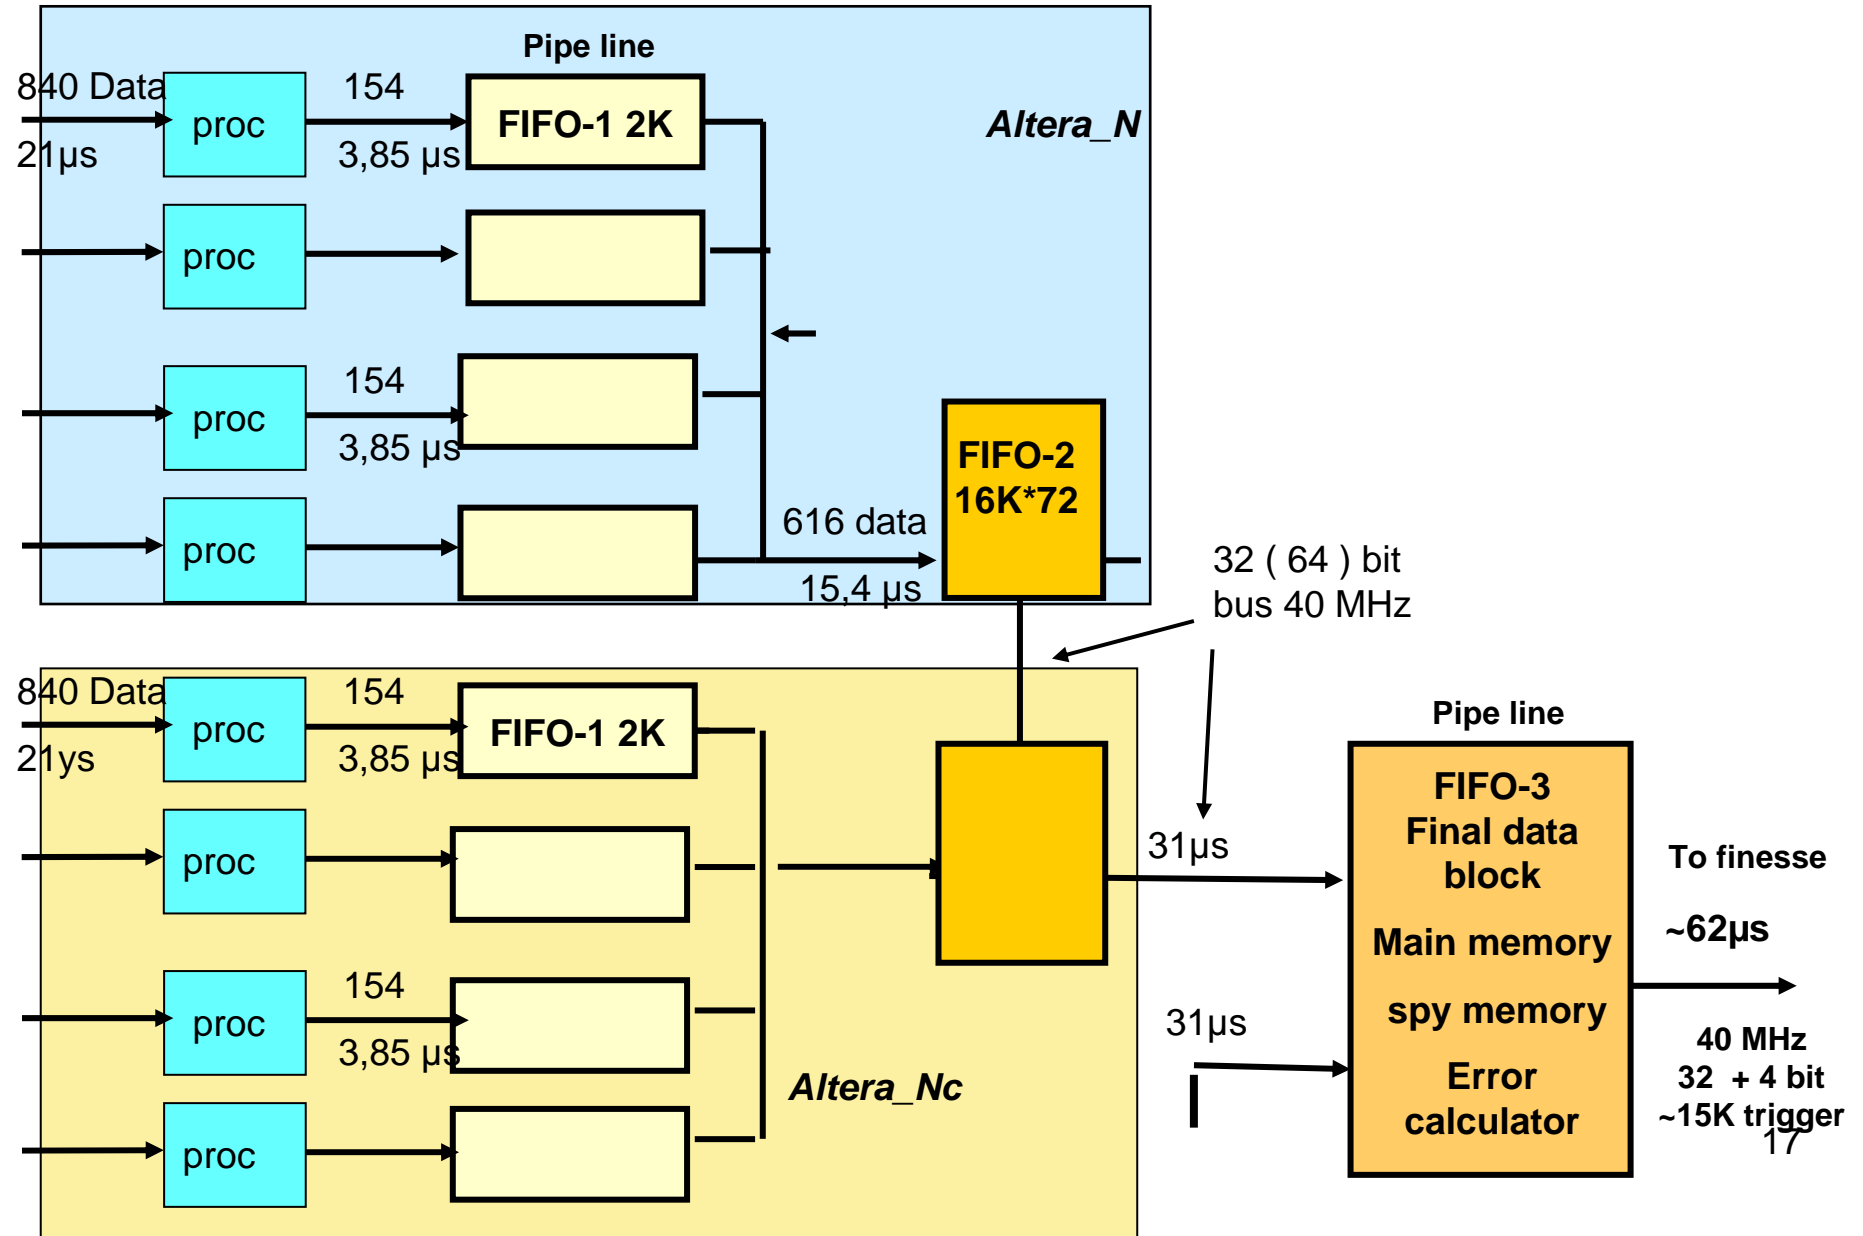 Pipe line
840 Data
proc
154
FIFO-1 2K
Altera_N
21µs
3,85 µs
proc
154
proc
3,85 µs
FIFO-2
16K*72
proc
616 data
15,4 µs
32 ( 64 ) bit
bus 40 MHz
840 Data
proc
154
FIFO-1 2K
21ys
3,85 µs
proc
154
proc
3,85 µs
Altera_Nc
proc
31µs
31µs
Pipe line
FIFO-3
Final data
block
Main memory
spy memory
Error
calculator
To finesse
~62µs
40 MHz
32 + 4 bit
~15K trigger
17